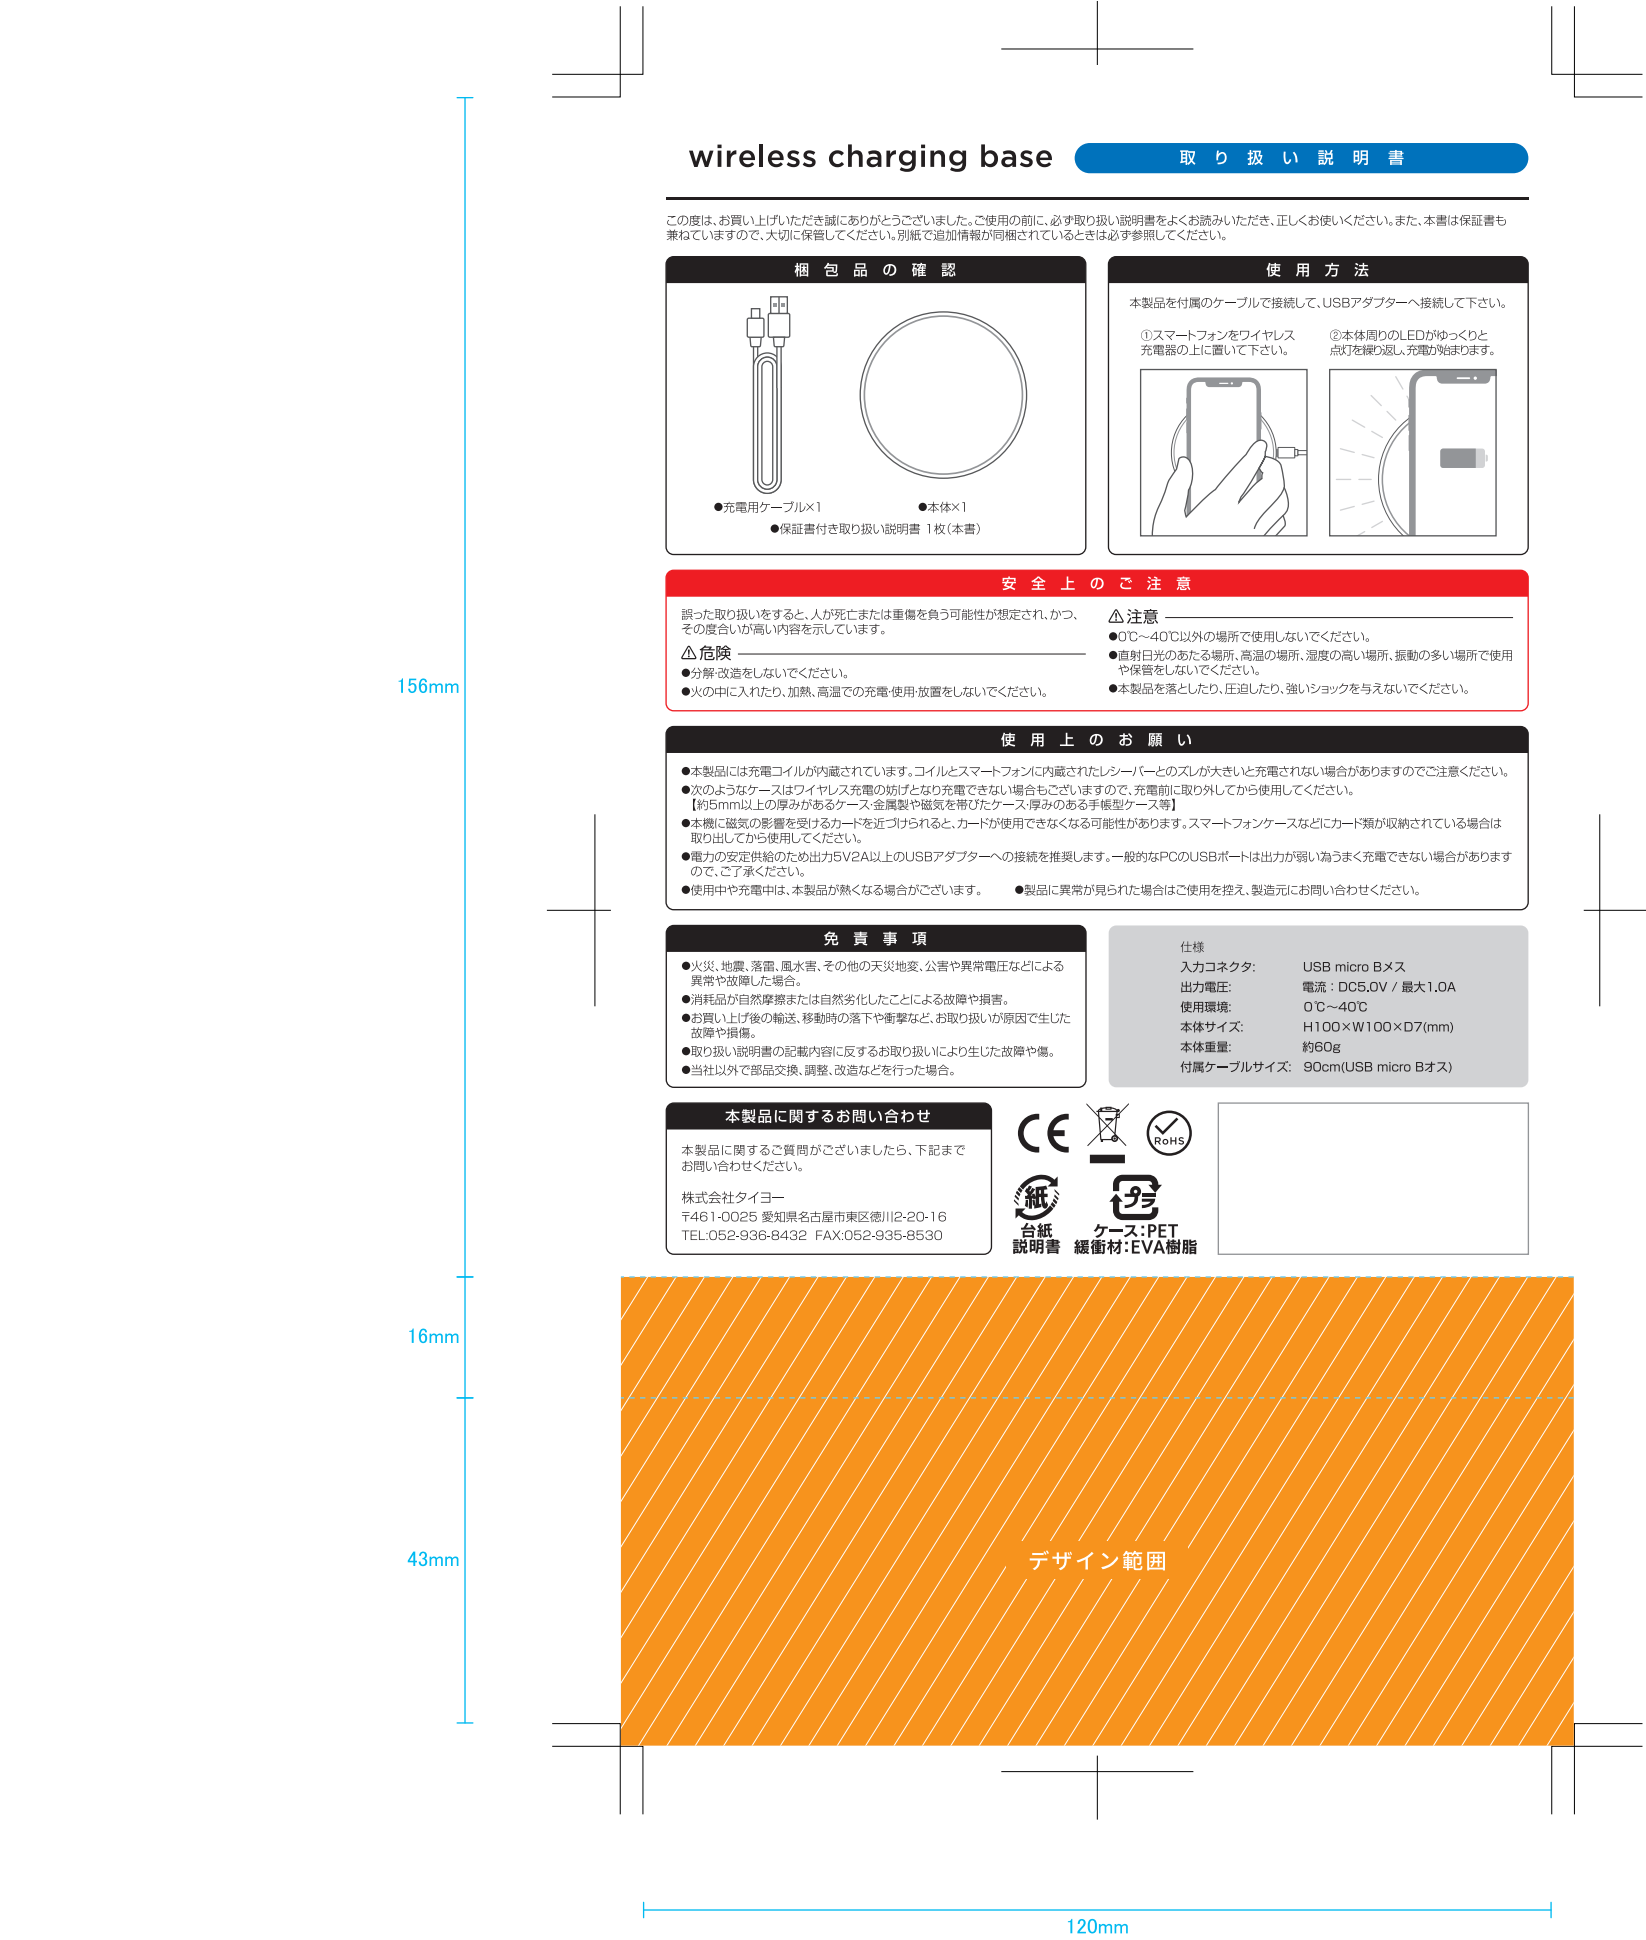 wireless charging base
取り扱い説明書
この度は、お買い上げいただき誠にありがとうございました。ご使用の前に、必ず取り扱い説明書をよくお読みいただき、正しくお使いください。また、本書は保証書も
兼ねていますので、大切に保管してください。別紙で追加情報が同梱されているときは必ず参照してください。
梱包品の確認
●充電用ケーブル×1
●本体×1
●保証書付き取り扱い説明書 1枚(本書)
使用方法
本製品を付属のケーブルで接続して、USBアダプターへ接続して下さい。
①スマートフォンをワイヤレス
充電器の上に置いて下さい。
②本体周りのLEDがゆっくりと
点灯を繰り返し、充電が始まります。
安全上のご注意
誤った取り扱いをすると、人が死亡または重傷を負う可能性が想定され、かつ、
その度合いが高い内容を示しています。
⚠危険
●分解・改造をしないでください。
●火の中に入れたり、加熱、高温での充電・使用・放置をしないでください。
⚠注意
●0℃〜40℃以外の場所で使用しないでください。
●直射日光のあたる場所、高温の場所、湿度の高い場所、振動の多い場所で使用
や保管をしないでください。
●本製品を落としたり、圧迫したり、強いショックを与えないでください。
156mm
使用上のお願い
●本製品には充電コイルが内蔵されています。コイルとスマートフォンに内蔵されたレシーバーとのズレが大きいと充電されない場合がありますのでご注意ください。
●次のようなケースはワイヤレス充電の妨げとなり充電できない場合もございますので、充電前に取り外してから使用してください。
【約5mm以上の厚みがあるケース・金属製や磁気を帯びたケース・厚みのある手帳型ケース等】
●本機に磁気の影響を受けるカードを近づけられると、カードが使用できなくなる可能性があります。スマートフォンケースなどにカード類が収納されている場合は
取り出してから使用してください。
●電力の安定供給のため出力5V2A以上のUSBアダプターへの接続を推奨します。一般的なPCのUSBポートは出力が弱い為うまく充電できない場合があります
ので、ご了承ください。
●使用中や充電中は、本製品が熱くなる場合がございます。 ●製品に異常が見られた場合はご使用を控え、製造元にお問い合わせください。
免責事項
●火災、地震、落雷、風水害、その他の天災地変、公害や異常電圧などによる
異常や故障した場合。
●消耗品が自然摩擦または自然劣化したことによる故障や損害。
●お買い上げ後の輸送、移動時の落下や衝撃など、お取り扱いが原因で生じた
故障や損傷。
●取り扱い説明書の記載内容に反するお取り扱いにより生じた故障や傷。
●当社以外で部品交換、調整、改造などを行った場合。
仕様
入力コネクタ: USB micro Bメス
出力電圧: 電流:DC5.0V / 最大1.0A
使用環境: 0℃〜40℃
本体サイズ: H100×W100×D7(mm)
本体重量: 約60g
付属ケーブルサイズ: 90cm(USB micro Bオス)
本製品に関するお問い合わせ
本製品に関するご質問がございましたら、下記まで
お問い合わせください。
株式会社タイヨー
〒461-0025 愛知県名古屋市東区徳川2-20-16
TEL:052-936-8432 FAX:052-935-8530
CE
RoHS
紙
台紙
説明書
プラ
ケース:PET
緩衝材:EVA樹脂
16mm
43mm
デザイン範囲
120mm